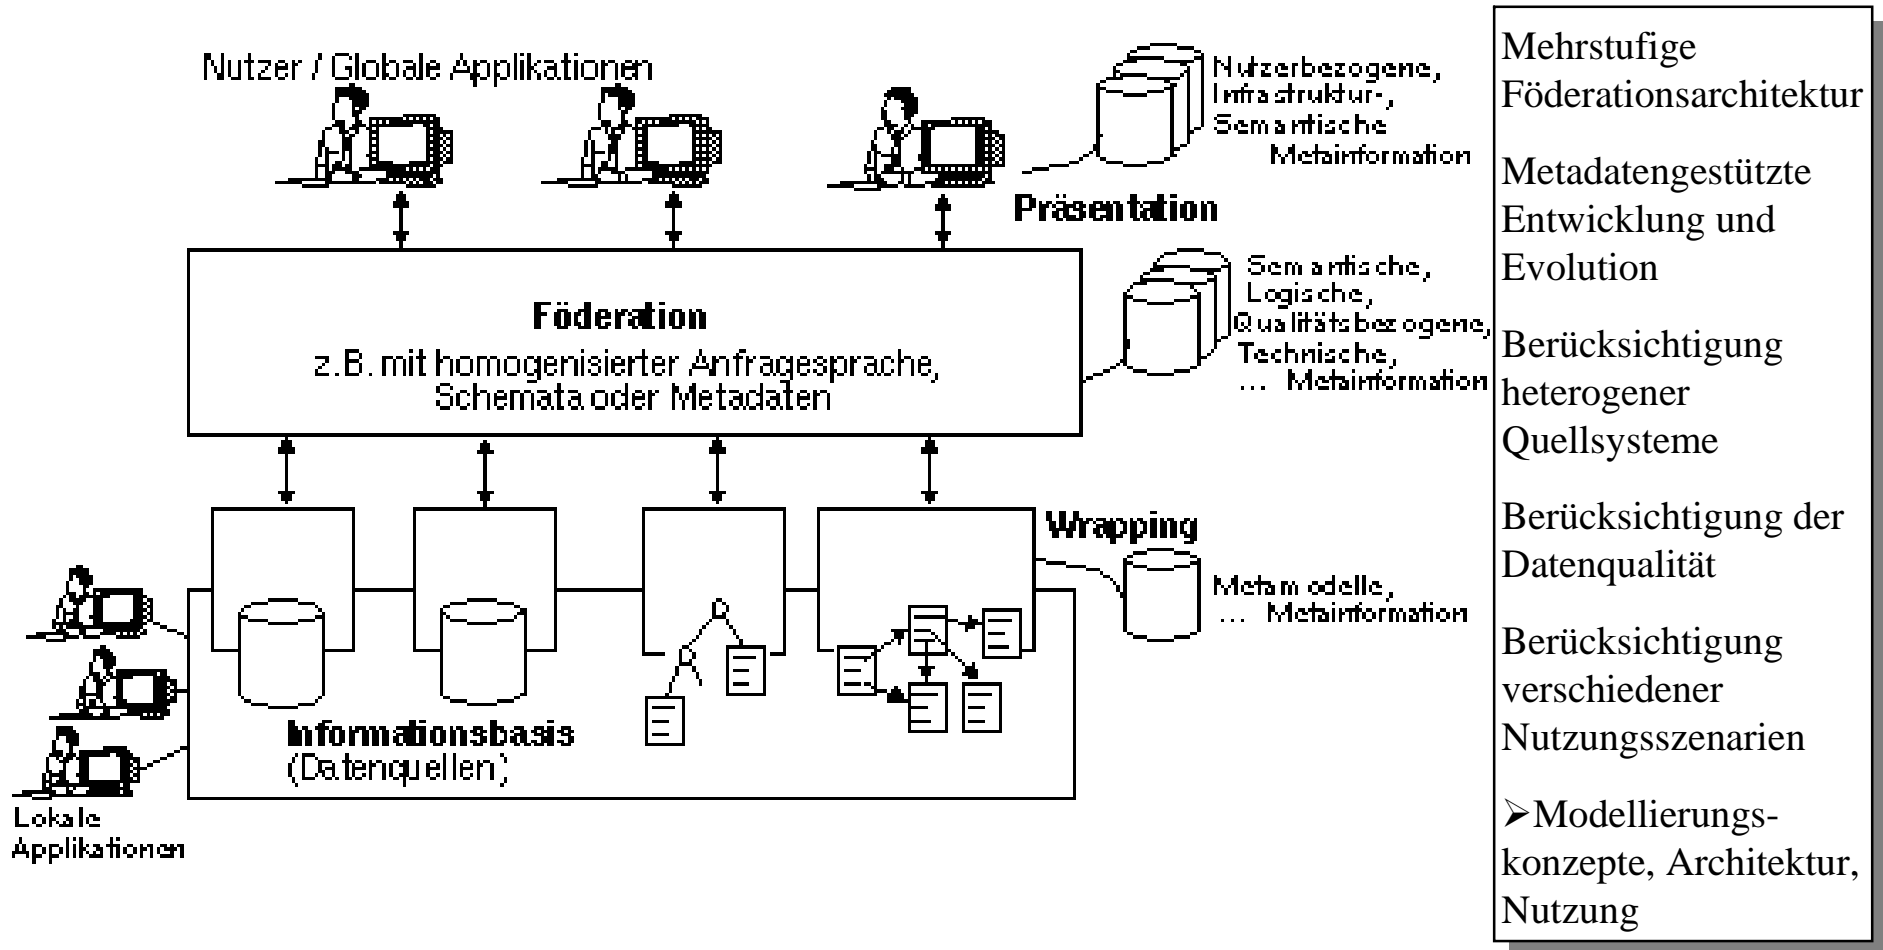 Nutzer / Globale Applikationen
Nutzerbezogene,
Infrastruktur-,
Semantische
Metainformation
Präsentation
Föderation
z.B. mit homogenisierter Anfragesprache,
Schemata oder Metadaten
Semantische,
Logische,
Qualitätsbezogene,
Technische,
... Metainformation
Wrapping
Metamodelle,
... Metainformation
Informationsbasis
(Datenquellen)
Lokale
Applikationen
Mehrstufige
Föderationsarchitektur
Metadatengestützte
Entwicklung und
Evolution
Berücksichtigung
heterogener
Quellsysteme
Berücksichtigung der
Datenqualität
Berücksichtigung
verschiedener
Nutzungsszenarien
➢Modellierungs-
konzepte, Architektur,
Nutzung